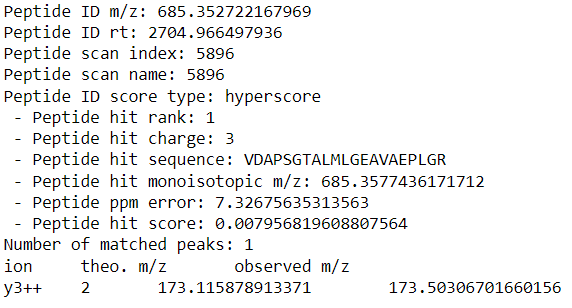 Peptide ID m/z: 685.352722167969
Peptide ID rt: 2704.966497936
Peptide scan index: 5896
Peptide scan name: 5896
Peptide ID score type: hyperscore
- Peptide hit rank: 1
- Peptide hit charge: 3
- Peptide hit sequence: VDAPSGTALMLGEAVAEPLGR
- Peptide hit monoisotopic m/z: 685.3577436171712
- Peptide ppm error: 7.32675635313563
- Peptide hit score: 0.007956819608807564
Number of matched peaks: 1
ion theo. m/z observed m/z
y3++ 2 173.115878913371 173.50306701660156